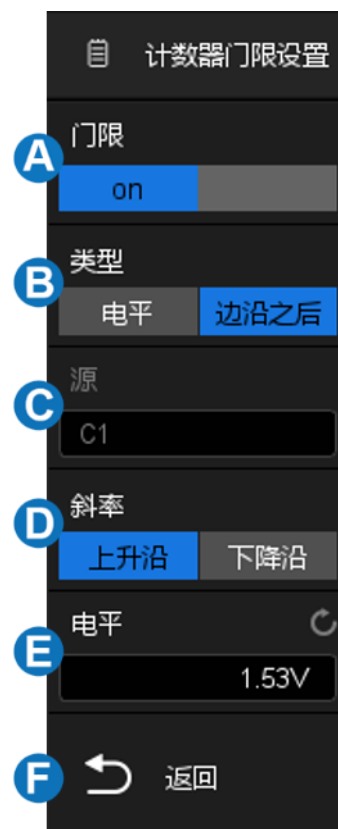 计数器门限设置
门限
A
on
类型
B
电平 边沿之后
源
C
C1
斜率
D
上升沿 下降沿
电平
E
1.53V
F 返回